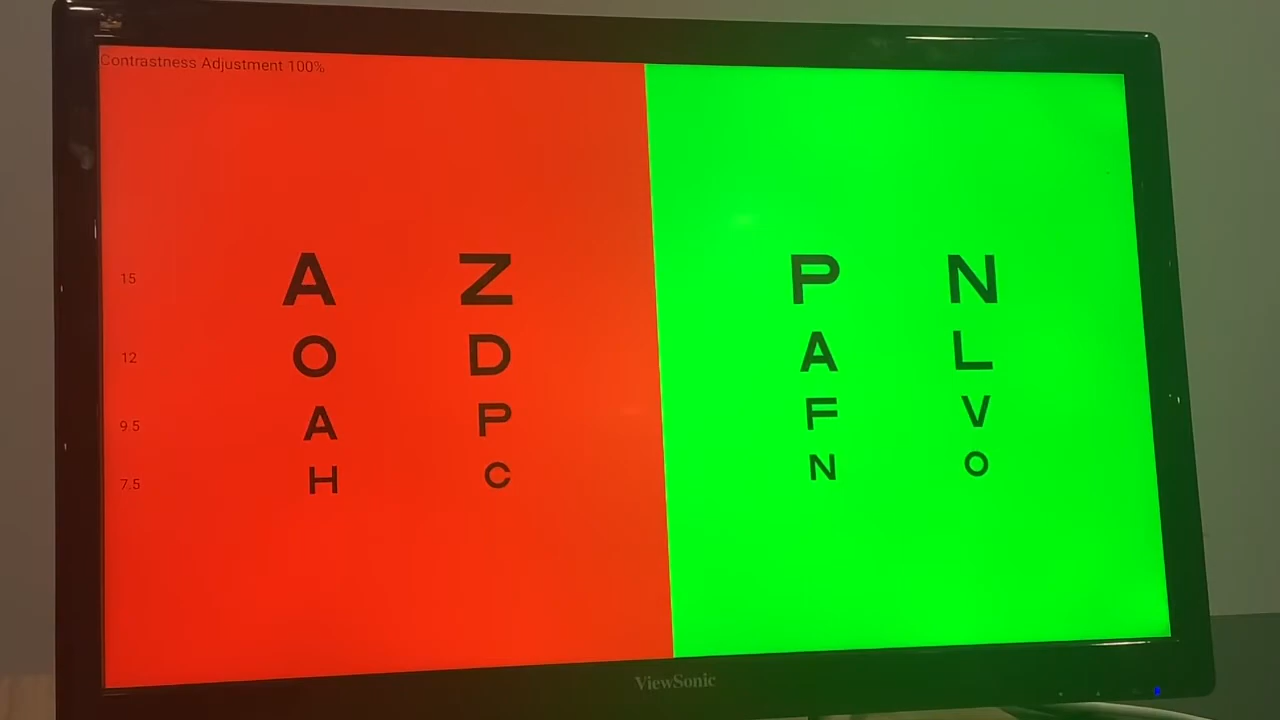 Contrastness Adjustment 100%
15 A Z P N
12 O D A L
9.5 A P F V
7.5 H C N O
ViewSonic